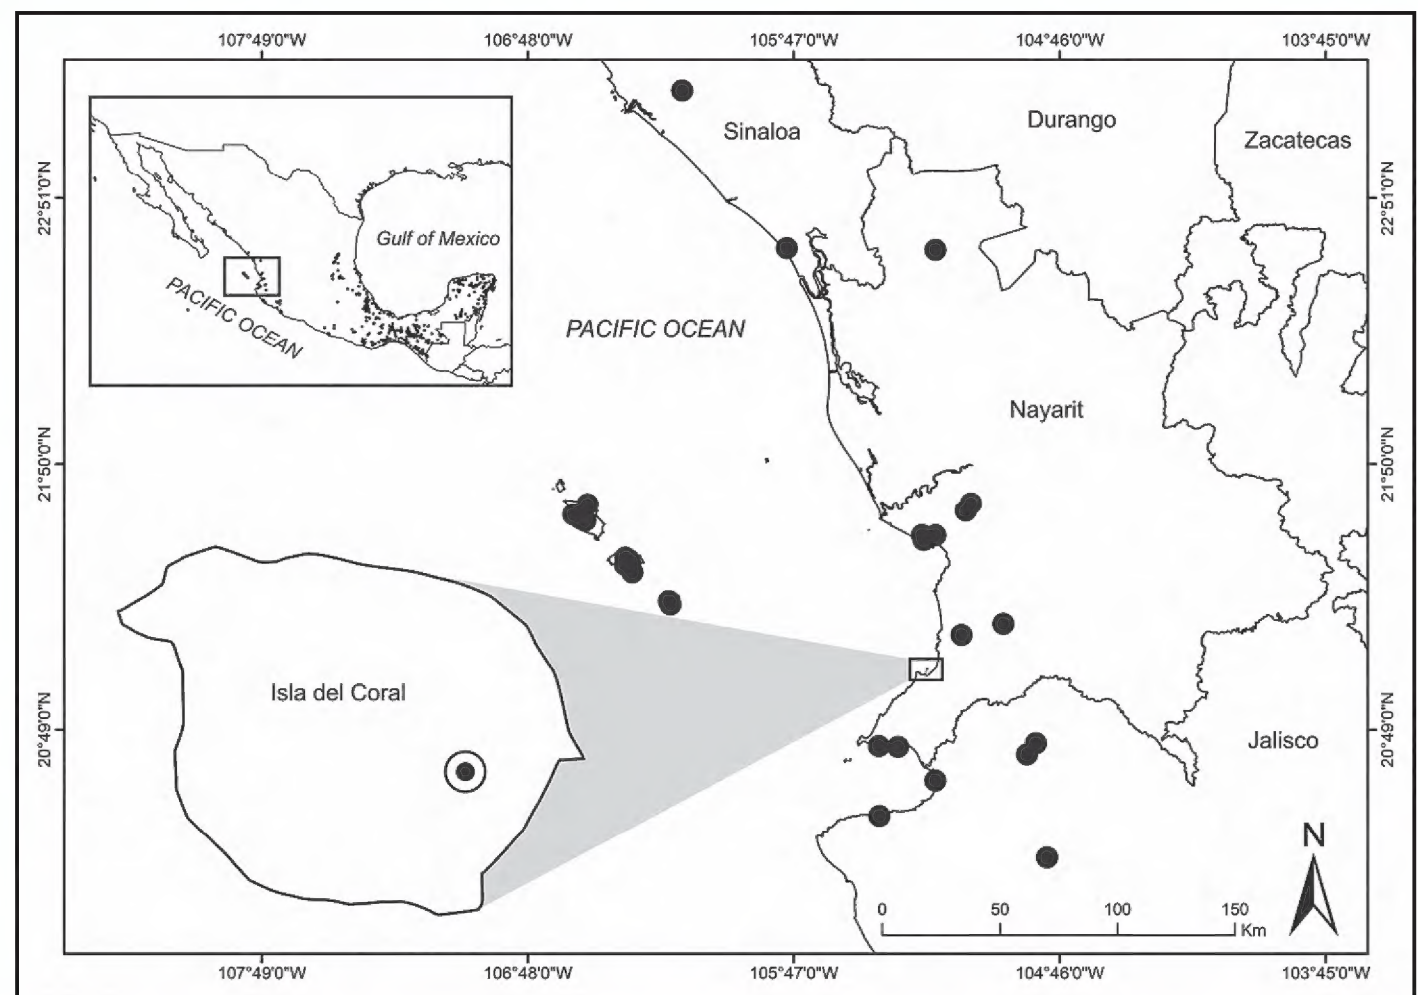 107°49'0"W 106°48'0"W 105°47'0"W 104°46'0"W 103°45'0"W
Sinaloa
Durango
Zacatecas
22°51'0"N
22°51'0"N
Gulf of Mexico
PACIFIC OCEAN
PACIFIC OCEAN
Nayarit
21°50'0"N
21°50'0"N
Isla del Coral
20°49'0"N
20°49'0"N
Jalisco
N
0 50 100 150
Km
107°49'0"W 106°48'0"W 105°47'0"W 104°46'0"W 103°45'0"W